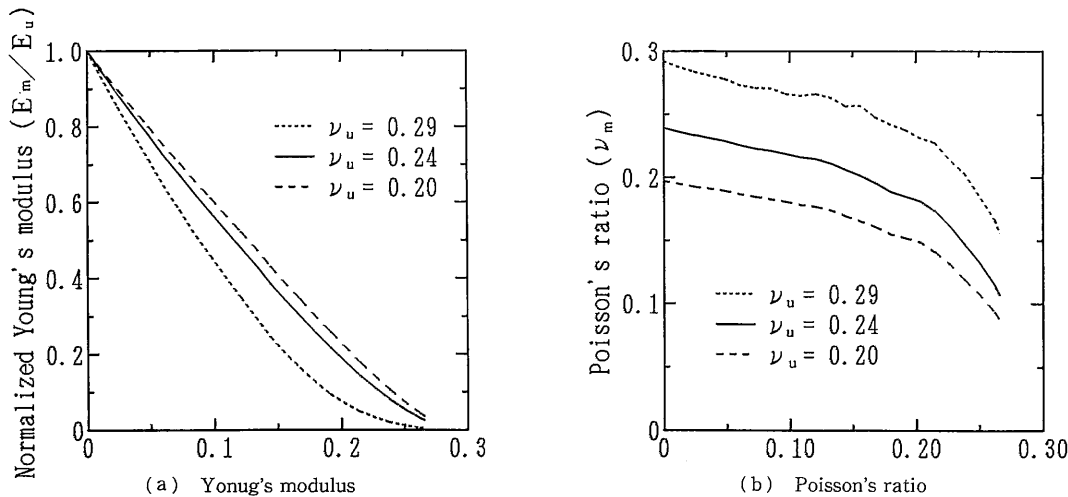 Normalized Young's modulus (Em/Eu)
1.0
0.8
0.6
0.4
0.2
0
0
0.1
0.2
0.3
νu = 0.29
νu = 0.24
νu = 0.20
(a) Yonug's modulus
Poisson's ratio (νm)
0.3
0.2
0.1
0
0
0.10
0.20
0.30
νu = 0.29
νu = 0.24
νu = 0.20
(b) Poisson's ratio